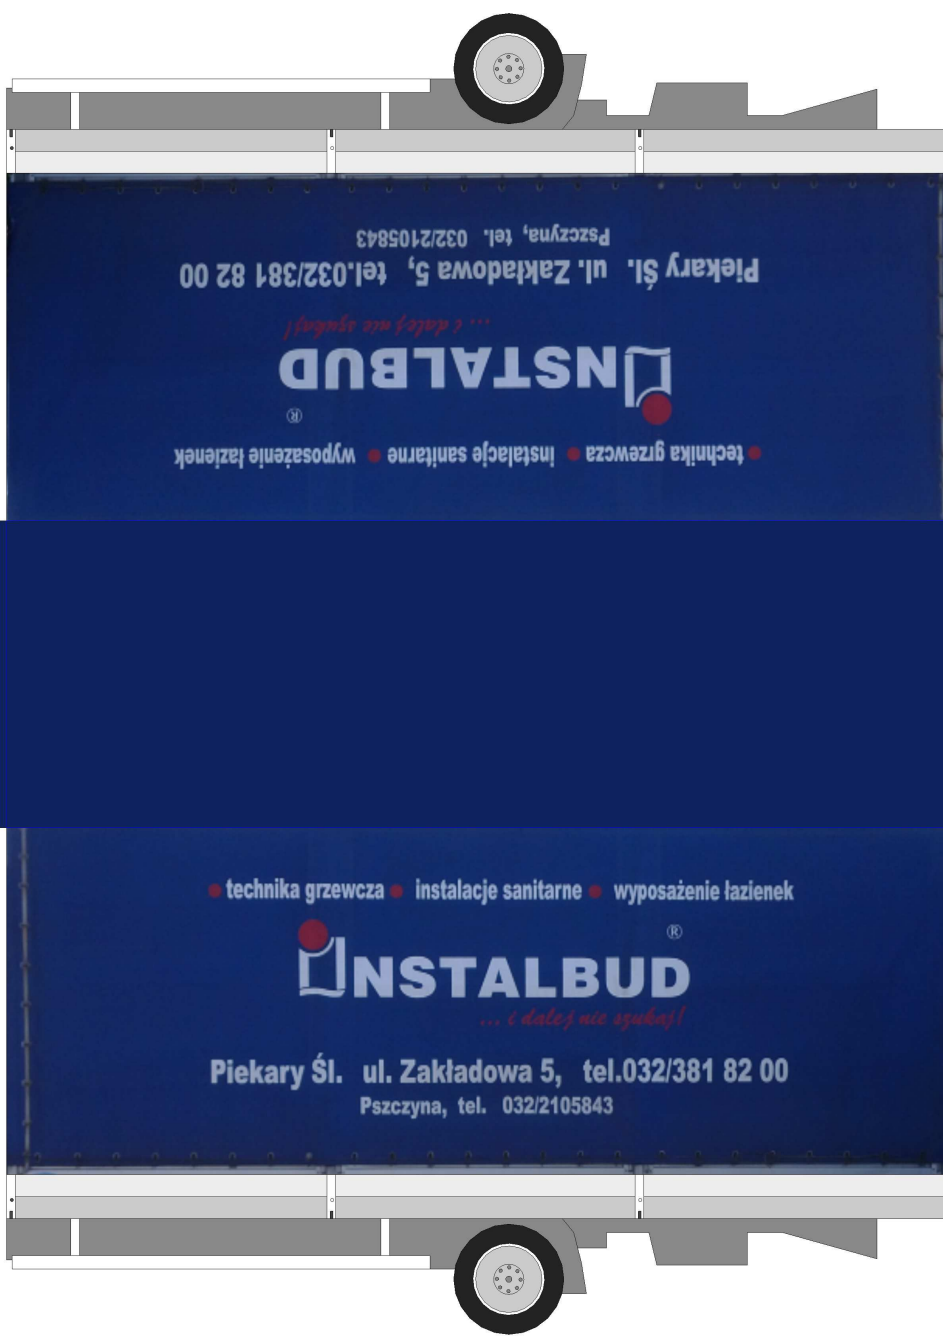 Pszczyna, tel. 032/2105843
Piekary Śl. ul. Zakładowa 5, tel.032/381 82 00
... i dalej nie szukaj!
INSTALBUD
®
• technika grzewcza • instalacje sanitarne • wyposażenie łazienek
• technika grzewcza • instalacje sanitarne • wyposażenie łazienek
®
INSTALBUD
... i dalej nie szukaj!
Piekary Śl. ul. Zakładowa 5, tel.032/381 82 00
Pszczyna, tel. 032/2105843